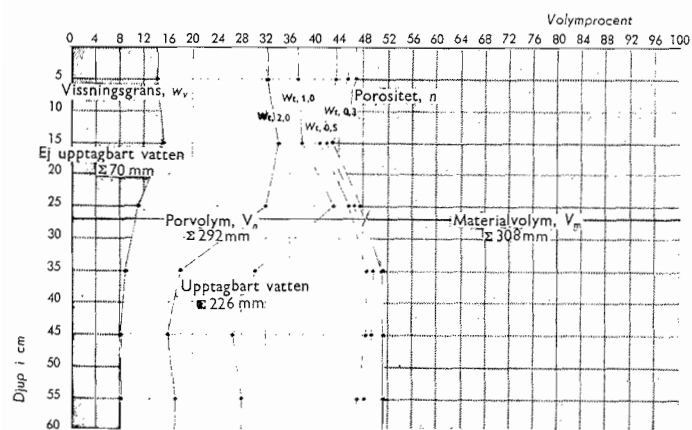 Volymprocent
0 4 8 12 16 20 24 28 32 36 40 44 48 52 56 60 64 68 72 76 80 84 88 92 96 100
5
Vissningsgräns, wv
wt, 1,0
Porositet, n
10
wt, 2,0
wt, 0,3
wt, 0,5
15
Ej upptagbart vatten
20
Σ 70 mm
25
Porvolym, Vn
Materialvolym, Vm
30
Σ 292 mm
Σ 308 mm
35
Upptagbart vatten
40
Σ 226 mm
45
50
55
60
Djup i cm